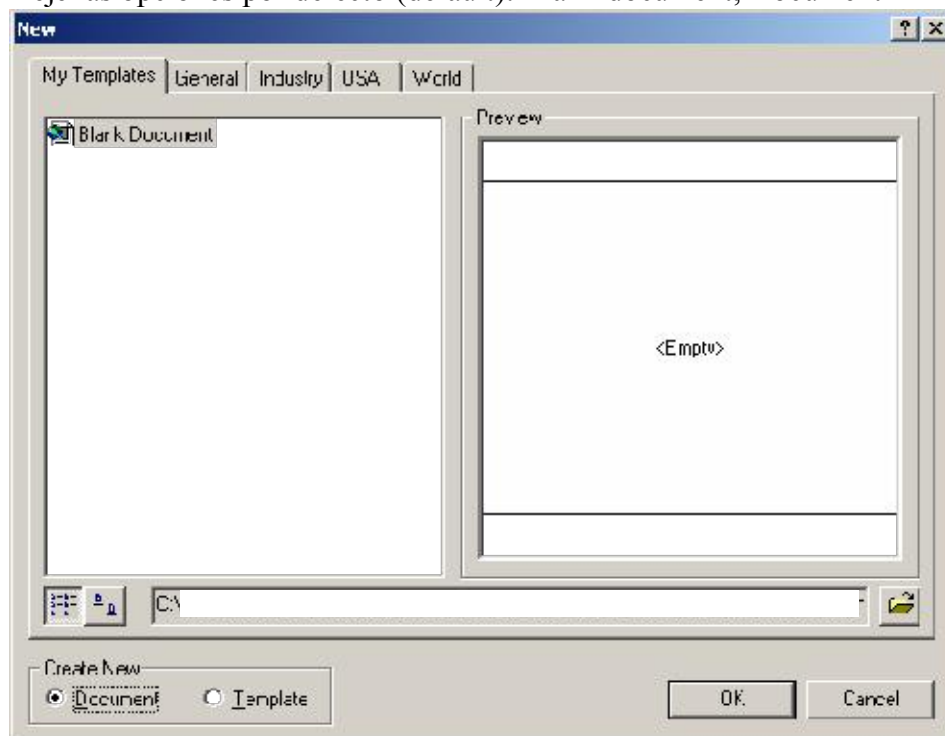 New
My Templates General Industry USA World
Blank Document
Preview
<Empty>
C:\
Create New
Document Template
OK Cancel